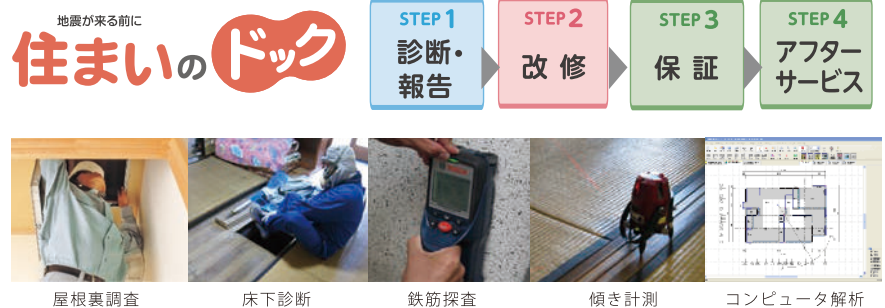 地震が来る前に
住まいのドック
STEP 1
診断・
報告
STEP 2
改修
STEP 3
保証
STEP 4
アフター
サービス
BOSCH
屋根裏調査
床下診断
鉄筋探査
傾き計測
コンピュータ解析